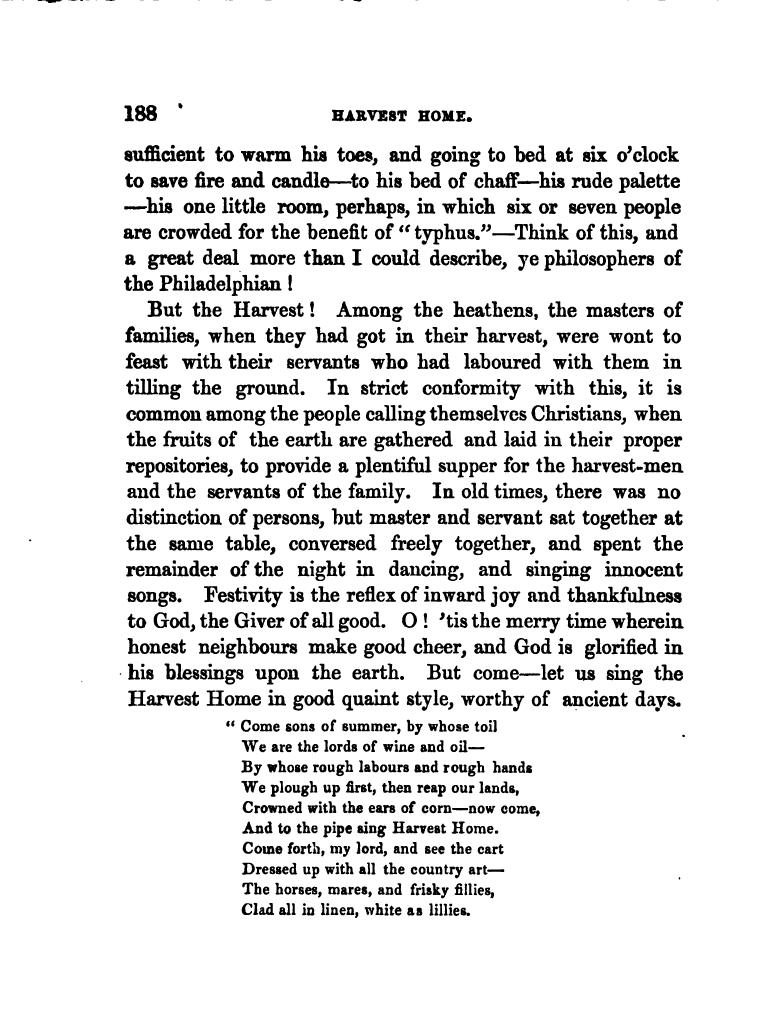 188 HARVEST HOME.
sufficient to warm his toes, and going to bed at six o'clock
to save fire and candle—to his bed of chaff—his rude palette
—his one little room, perhaps, in which six or seven people
are crowded for the benefit of "typhus."—Think of this, and
a great deal more than I could describe, ye philosophers of
the Philadelphian!
But the Harvest! Among the heathens, the masters of
families, when they had got in their harvest, were wont to
feast with their servants who had laboured with them in
tilling the ground. In strict conformity with this, it is
common among the people calling themselves Christians, when
the fruits of the earth are gathered and laid in their proper
repositories, to provide a plentiful supper for the harvest-men
and the servants of the family. In old times, there was no
distinction of persons, but master and servant sat together at
the same table, conversed freely together, and spent the
remainder of the night in dancing, and singing innocent
songs. Festivity is the reflex of inward joy and thankfulness
to God, the Giver of all good. O! 'tis the merry time wherein
honest neighbours make good cheer, and God is glorified in
his blessings upon the earth. But come—let us sing the
Harvest Home in good quaint style, worthy of ancient days.
"Come sons of summer, by whose toil
We are the lords of wine and oil—
By whose rough labours and rough hands
We plough up first, then reap our lands,
Crowned with the ears of corn—now come,
And to the pipe sing Harvest Home.
Come forth, my lord, and see the cart
Dressed up with all the country art—
The horses, mares, and frisky fillies,
Clad all in linen, white as lillies.